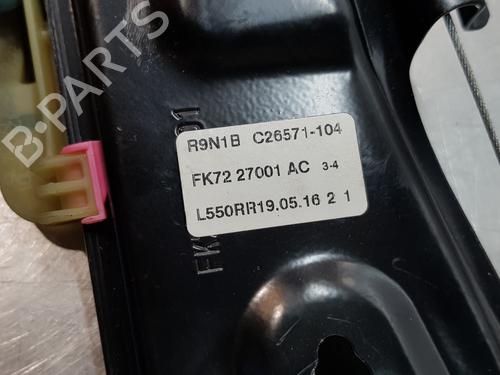 B-PARTS
R9N1B C26571-104
FK72 27001 AC 3-4
L550RR19.05.16 2 1